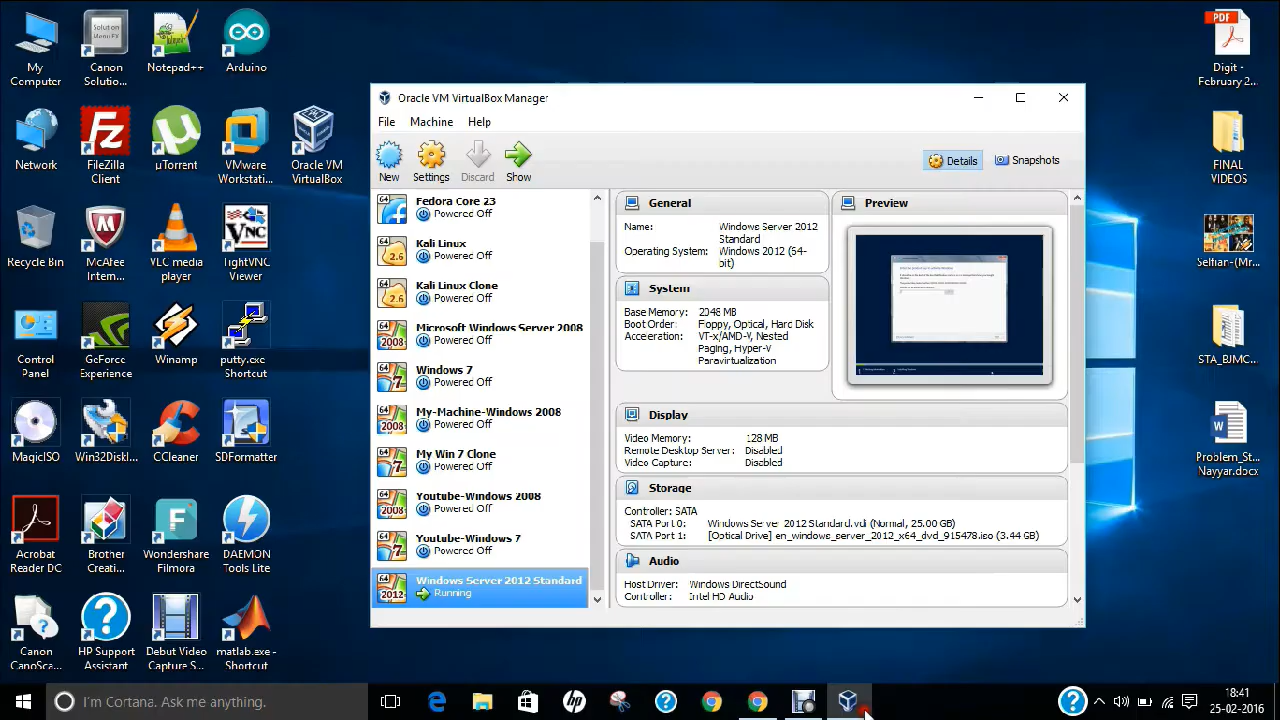 My
Computer
Canon
Solutio...
Notepad++
Arduino
Network
FileZilla
Client
µTorrent
VMware
Workstati...
Oracle VM
VirtualBox
Recycle Bin
McAfee
Intern...
VLC media
player
TightVNC
Viewer
Control
Panel
GeForce
Experience
Winamp
putty.exe -
Shortcut
MagicISO
Win32DiskI...
CCleaner
SDFormatter
Acrobat
Reader DC
Brother
Creati...
Wondershare
Filmora
DAEMON
Tools Lite
Canon
CanoSca...
HP Support
Assistant
Debut Video
Capture S...
matlab.exe -
Shortcut
Oracle VM VirtualBox Manager
File Machine Help
New Settings Discard Show
Details Snapshots
Fedora Core 23
Powered Off
Kali Linux
Powered Off
Kali Linux Clone
Powered Off
Microsoft Windows Server 2008
Powered Off
Windows 7
Powered Off
My-Machine-Windows 2008
Powered Off
My Win 7 Clone
Powered Off
Youtube-Windows 2008
Powered Off
Youtube-Windows 7
Powered Off
Windows Server 2012 Standard
Running
General
Name: Windows Server 2012
Standard
Operating System: Windows 2012 (64-
bit)
System
Base Memory: 2048 MB
Boot Order: Floppy, Optical, Hard Disk
Acceleration: VT-x/AMD-V, Nested
Paging, Hyper-V
Paravirtualization
Preview
Display
Video Memory: 128 MB
Remote Desktop Server: Disabled
Video Capture: Disabled
Storage
Controller: SATA
SATA Port 0: Windows Server 2012 Standard.vdi (Normal, 25.00 GB)
SATA Port 1: [Optical Drive] en_windows_server_2012_x64_dvd_915478.iso (3.44 GB)
Audio
Host Driver: Windows DirectSound
Controller: Intel HD Audio
PDF
Digit -
February 2...
FINAL
VIDEOS
Selfian-(Mr...
STA_BJMC...
Problem_St...
Nayyar.docx
I'm Cortana. Ask me anything.
18:41
25-02-2016